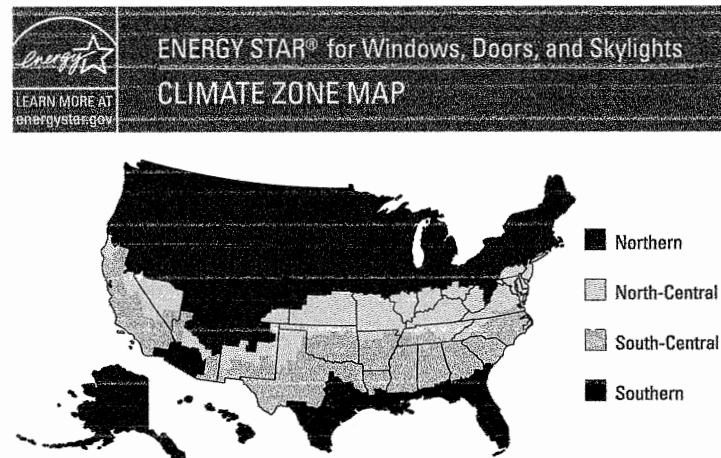 energy
LEARN MORE AT
energystar.gov
ENERGY STAR® for Windows, Doors, and Skylights
CLIMATE ZONE MAP
Northern
North-Central
South-Central
Southern